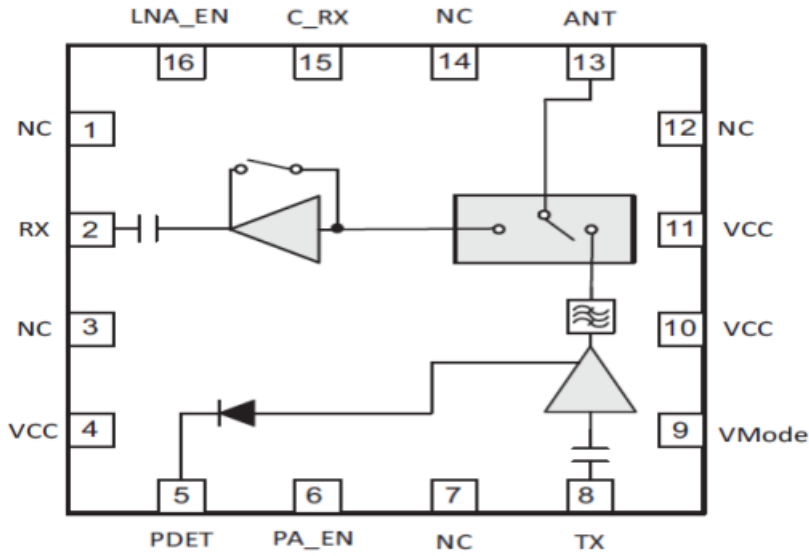 LNA_EN C_RX NC ANT
16 15 14 13
NC 1 12 NC
RX 2 11 VCC
NC 3 10 VCC
VCC 4 9 VMode
5 6 7 8
PDET PA_EN NC TX